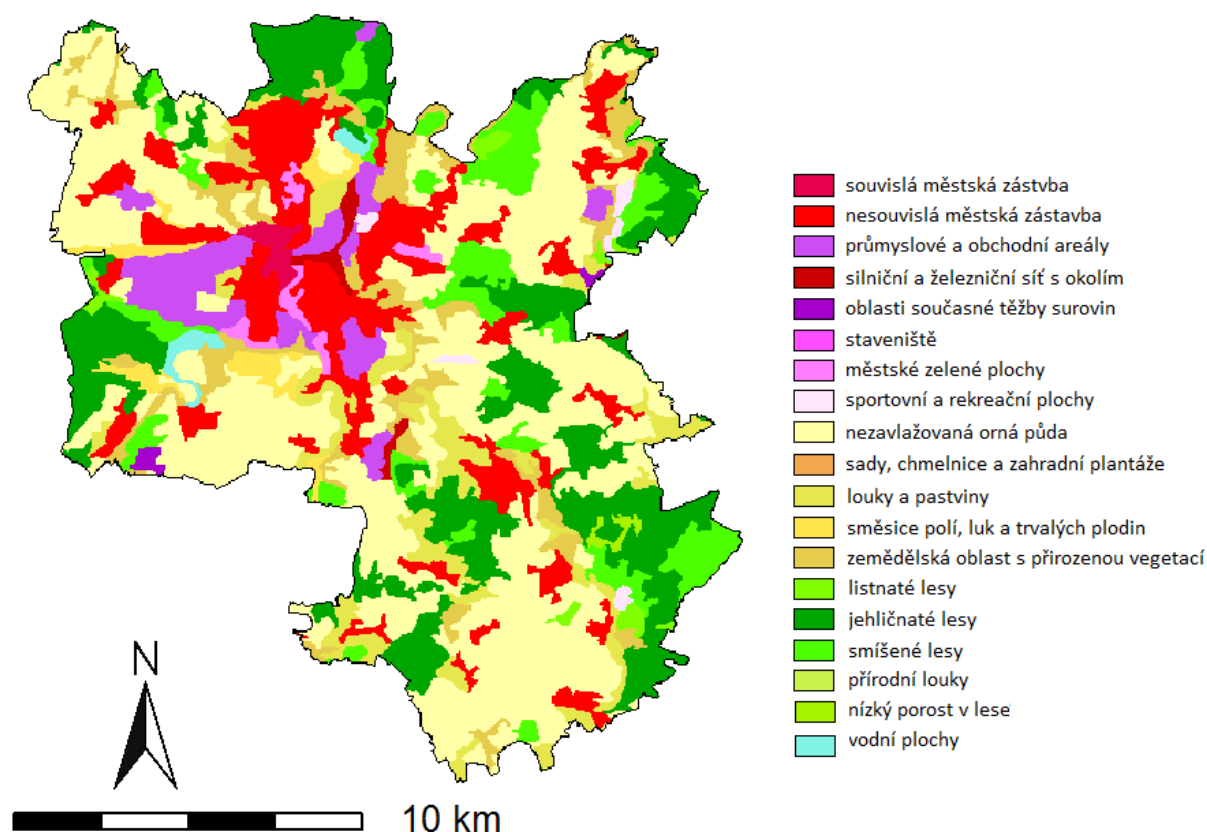 souvislá městská zástvba
nesouvislá městská zástavba
průmyslové a obchodní areály
silniční a železniční síť s okolím
oblasti současné těžby surovin
staveniště
městské zelené plochy
sportovní a rekreační plochy
nezavlažovaná orná půda
sady, chmelnice a zahradní plantáže
louky a pastviny
směsice polí, luk a trvalých plodin
zemědělská oblast s přirozenou vegetací
listnaté lesy
jehličnaté lesy
smíšené lesy
přírodní louky
nízký porost v lese
vodní plochy
N
10 km